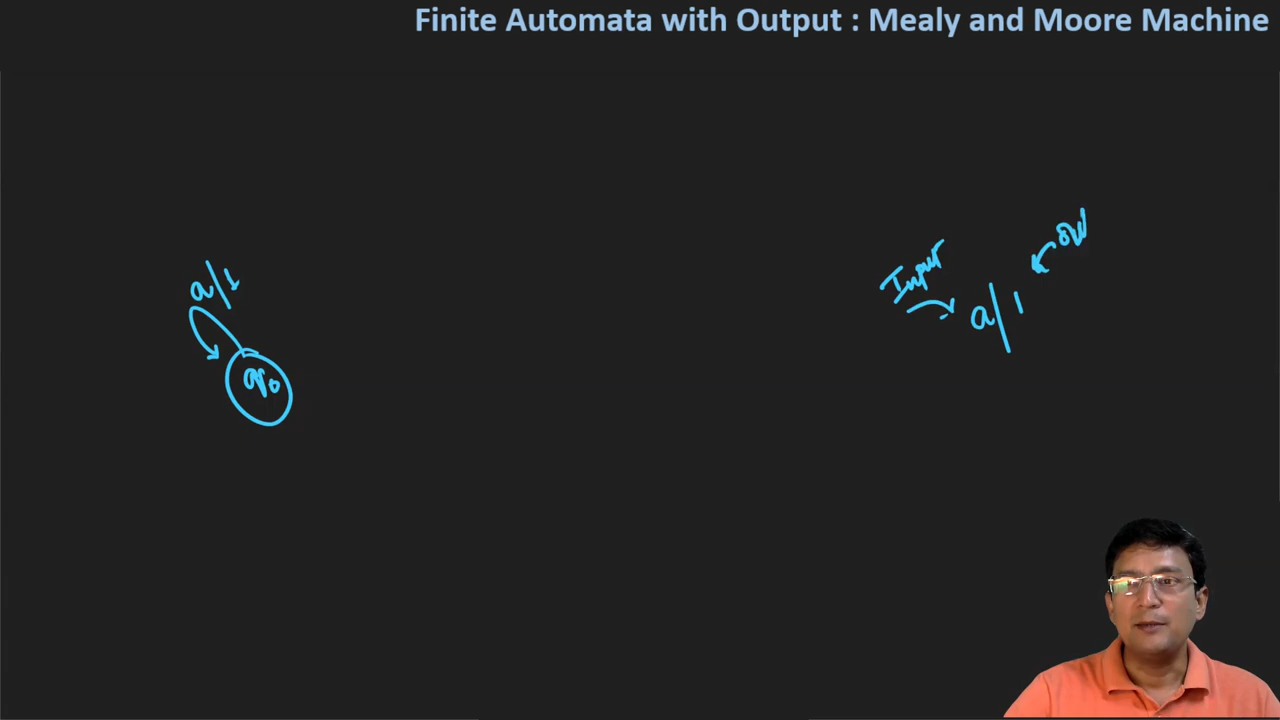 Finite Automata with Output : Mealy and Moore Machine
a/1
q0
Input
a/1